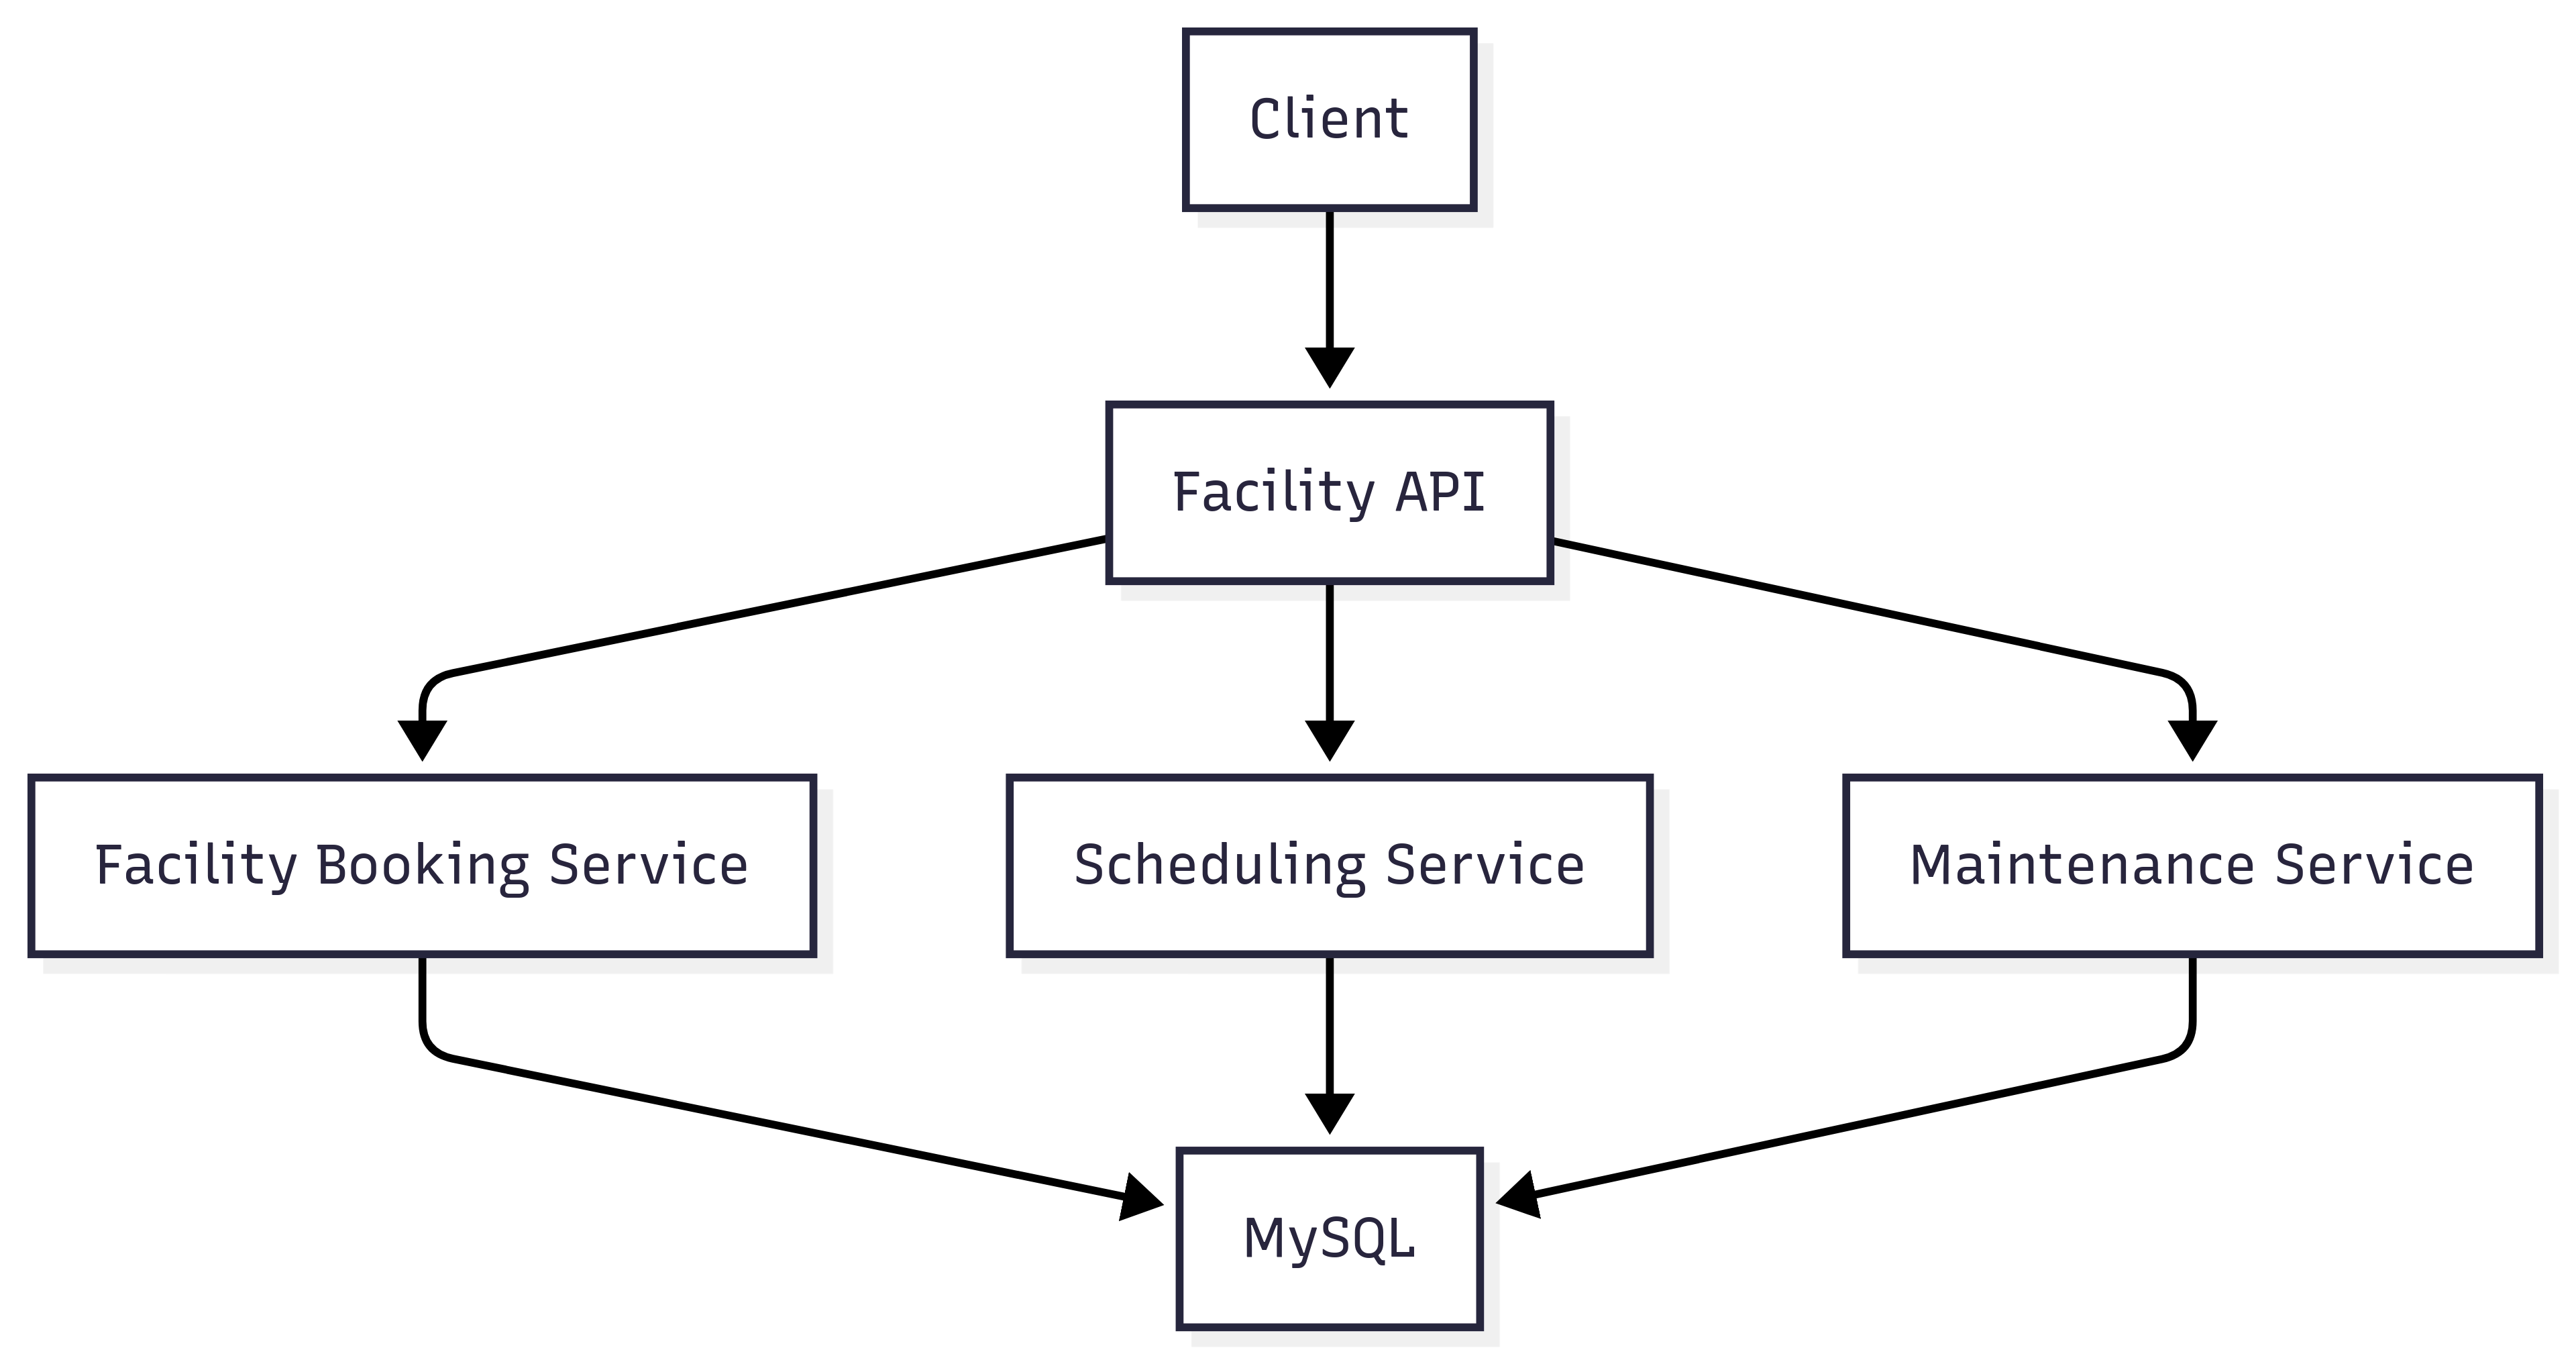 Client
Facility API
Facility Booking Service
Scheduling Service
Maintenance Service
MySQL